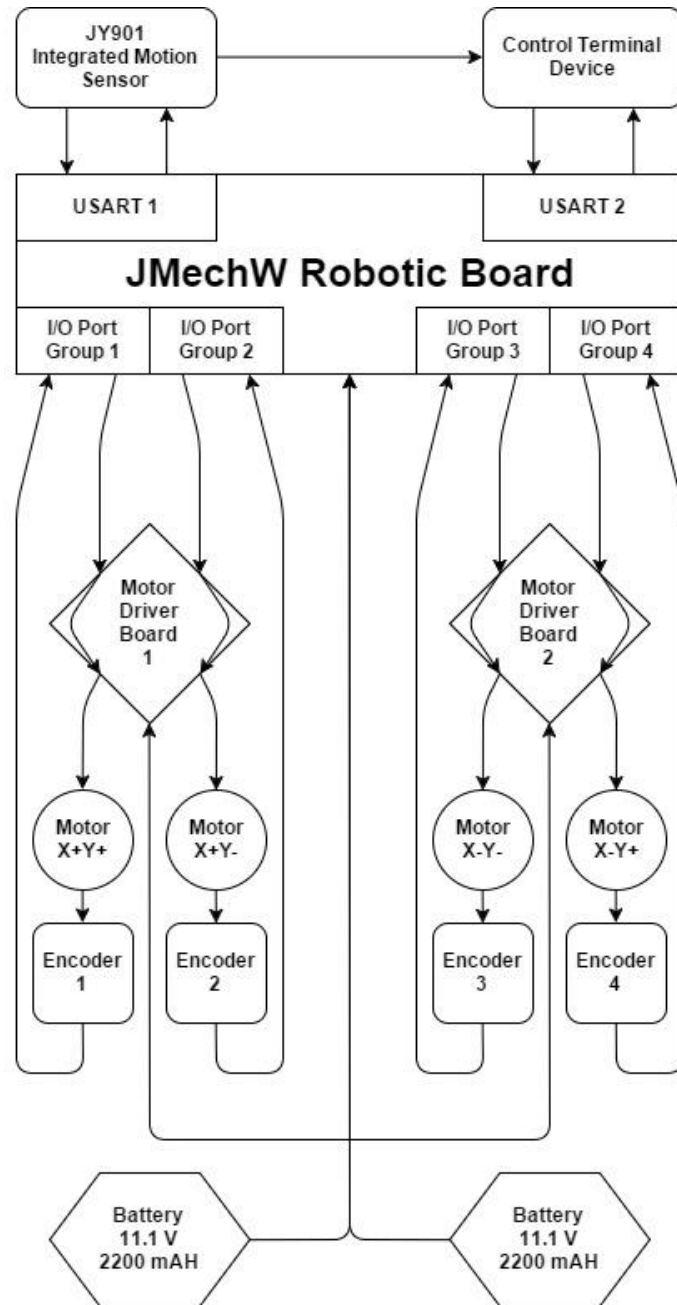 JY901
Integrated Motion
Sensor
Control Terminal
Device
USART 1
USART 2
JMechW Robotic Board
I/O Port
Group 1
I/O Port
Group 2
I/O Port
Group 3
I/O Port
Group 4
Motor
Driver
Board
1
Motor
Driver
Board
2
Motor
X+Y+
Motor
X+Y-
Motor
X-Y-
Motor
X-Y+
Encoder
1
Encoder
2
Encoder
3
Encoder
4
Battery
11.1 V
2200 mAH
Battery
11.1 V
2200 mAH